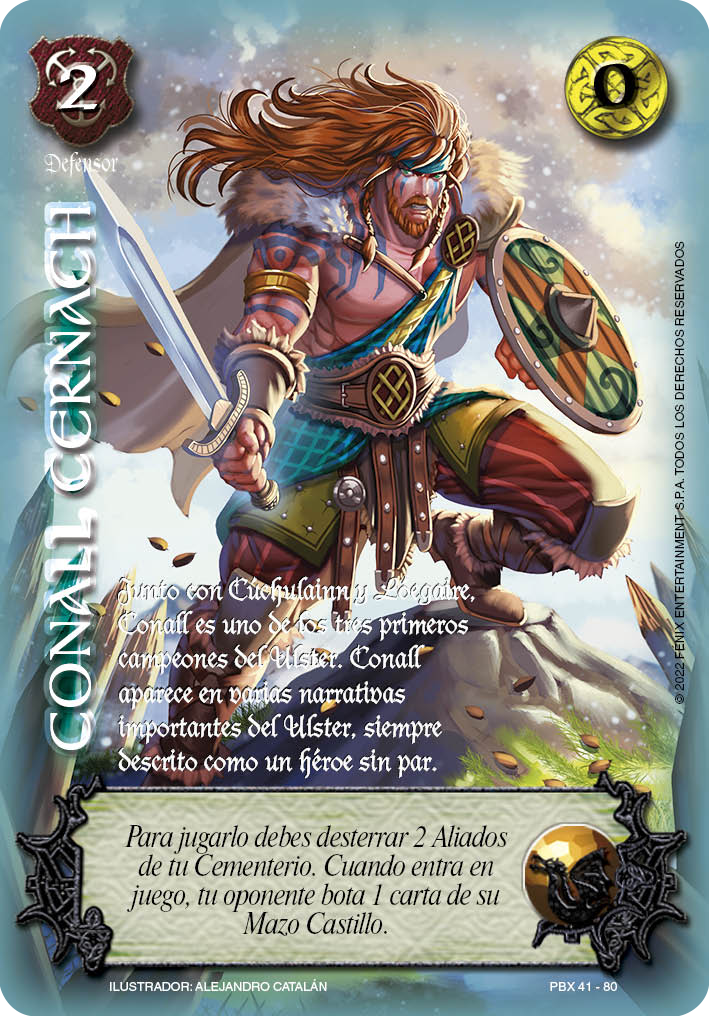 2
0
Defensor
CONALL CERNACH
Junto con Cúchulainn y Loegaire,
Conall es uno de los tres primeros
campeones del Ulster. Conall
aparece en varias narrativas
importantes del Ulster, siempre
descrito como un héroe sin par.
Para jugarlo debes desterrar 2 Aliados
de tu Cementerio. Cuando entra en
juego, tu oponente bota 1 carta de su
Mazo Castillo.
ILUSTRADOR: ALEJANDRO CATALÁN
PBX 41 - 80
© 2022 FENIX ENTERTAINMENT S.P.A. TODOS LOS DERECHOS RESERVADOS